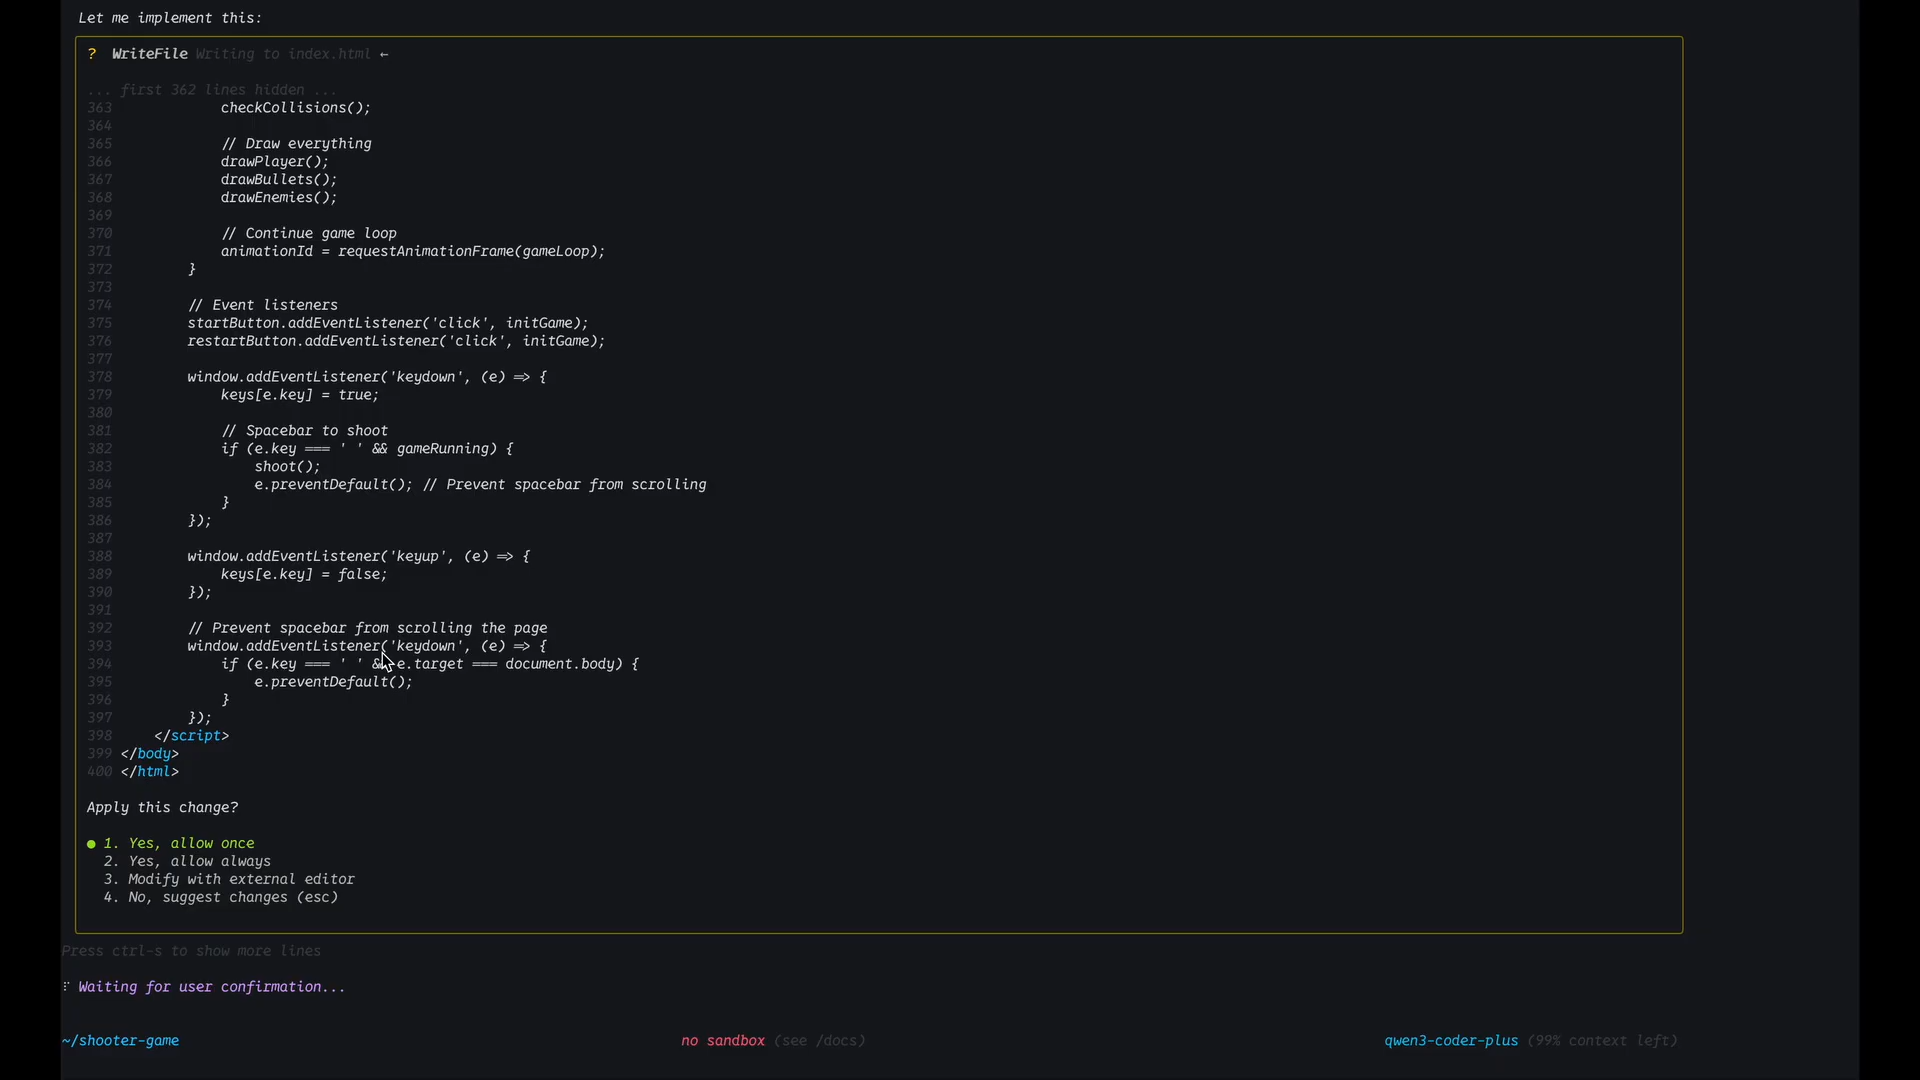 Let me implement this:
? WriteFile Writing to index.html ←
... first 362 lines hidden ...
363 checkCollisions();
364
365 // Draw everything
366 drawPlayer();
367 drawBullets();
368 drawEnemies();
369
370 // Continue game loop
371 animationId = requestAnimationFrame(gameLoop);
372 }
373
374 // Event listeners
375 startButton.addEventListener('click', initGame);
376 restartButton.addEventListener('click', initGame);
377
378 window.addEventListener('keydown', (e) => {
379 keys[e.key] = true;
380
381 // Spacebar to shoot
382 if (e.key === ' ' && gameRunning) {
383 shoot();
384 e.preventDefault(); // Prevent spacebar from scrolling
385 }
386 });
387
388 window.addEventListener('keyup', (e) => {
389 keys[e.key] = false;
390 });
391
392 // Prevent spacebar from scrolling the page
393 window.addEventListener('keydown', (e) => {
394 if (e.key === ' ' && e.target === document.body) {
395 e.preventDefault();
396 }
397 });
398 </script>
399 </body>
400 </html>
Apply this change?
● 1. Yes, allow once
2. Yes, allow always
3. Modify with external editor
4. No, suggest changes (esc)
Press ctrl-s to show more lines
Waiting for user confirmation...
~/shooter-game no sandbox (see /docs) qwen3-coder-plus (99% context left)